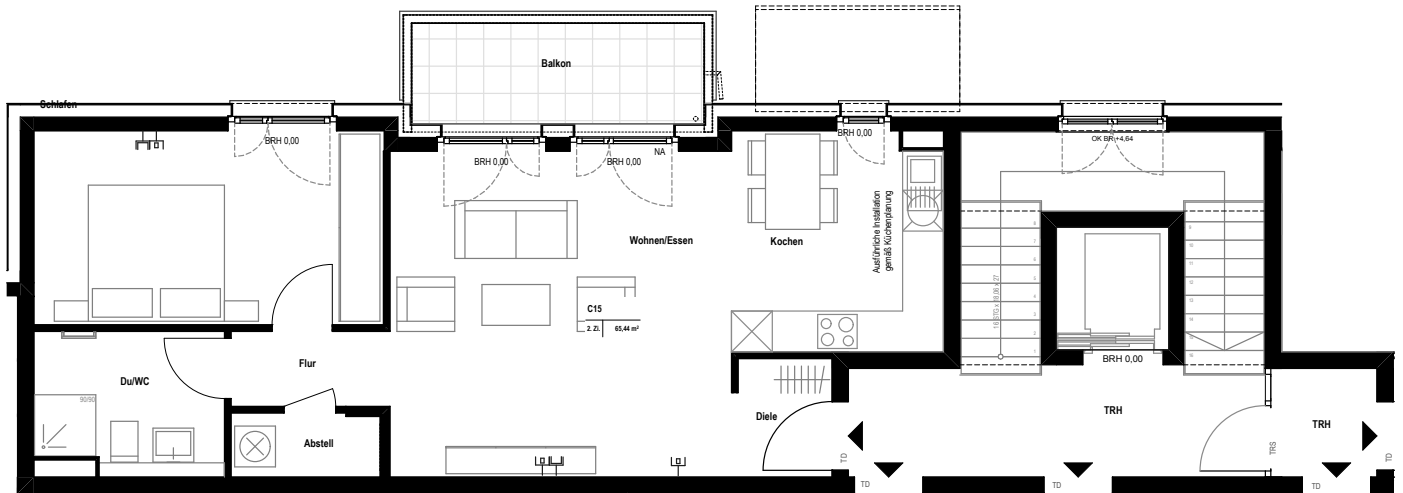 Balkon
Schlafen
BRH 0,00
BRH 0,00
BRH 0,00
NA
BRH 0,00
OK BR +4,64
Ausführliche Installation
gemäß Küchenplanung
Wohnen/Essen
Kochen
C15
2. Zi. 65,44 m²
BRH 0,00
Flur
Du/WC
90/90
Abstell
Diele
TRH
TRH
TD
TRS
TD
TD
TD
TD